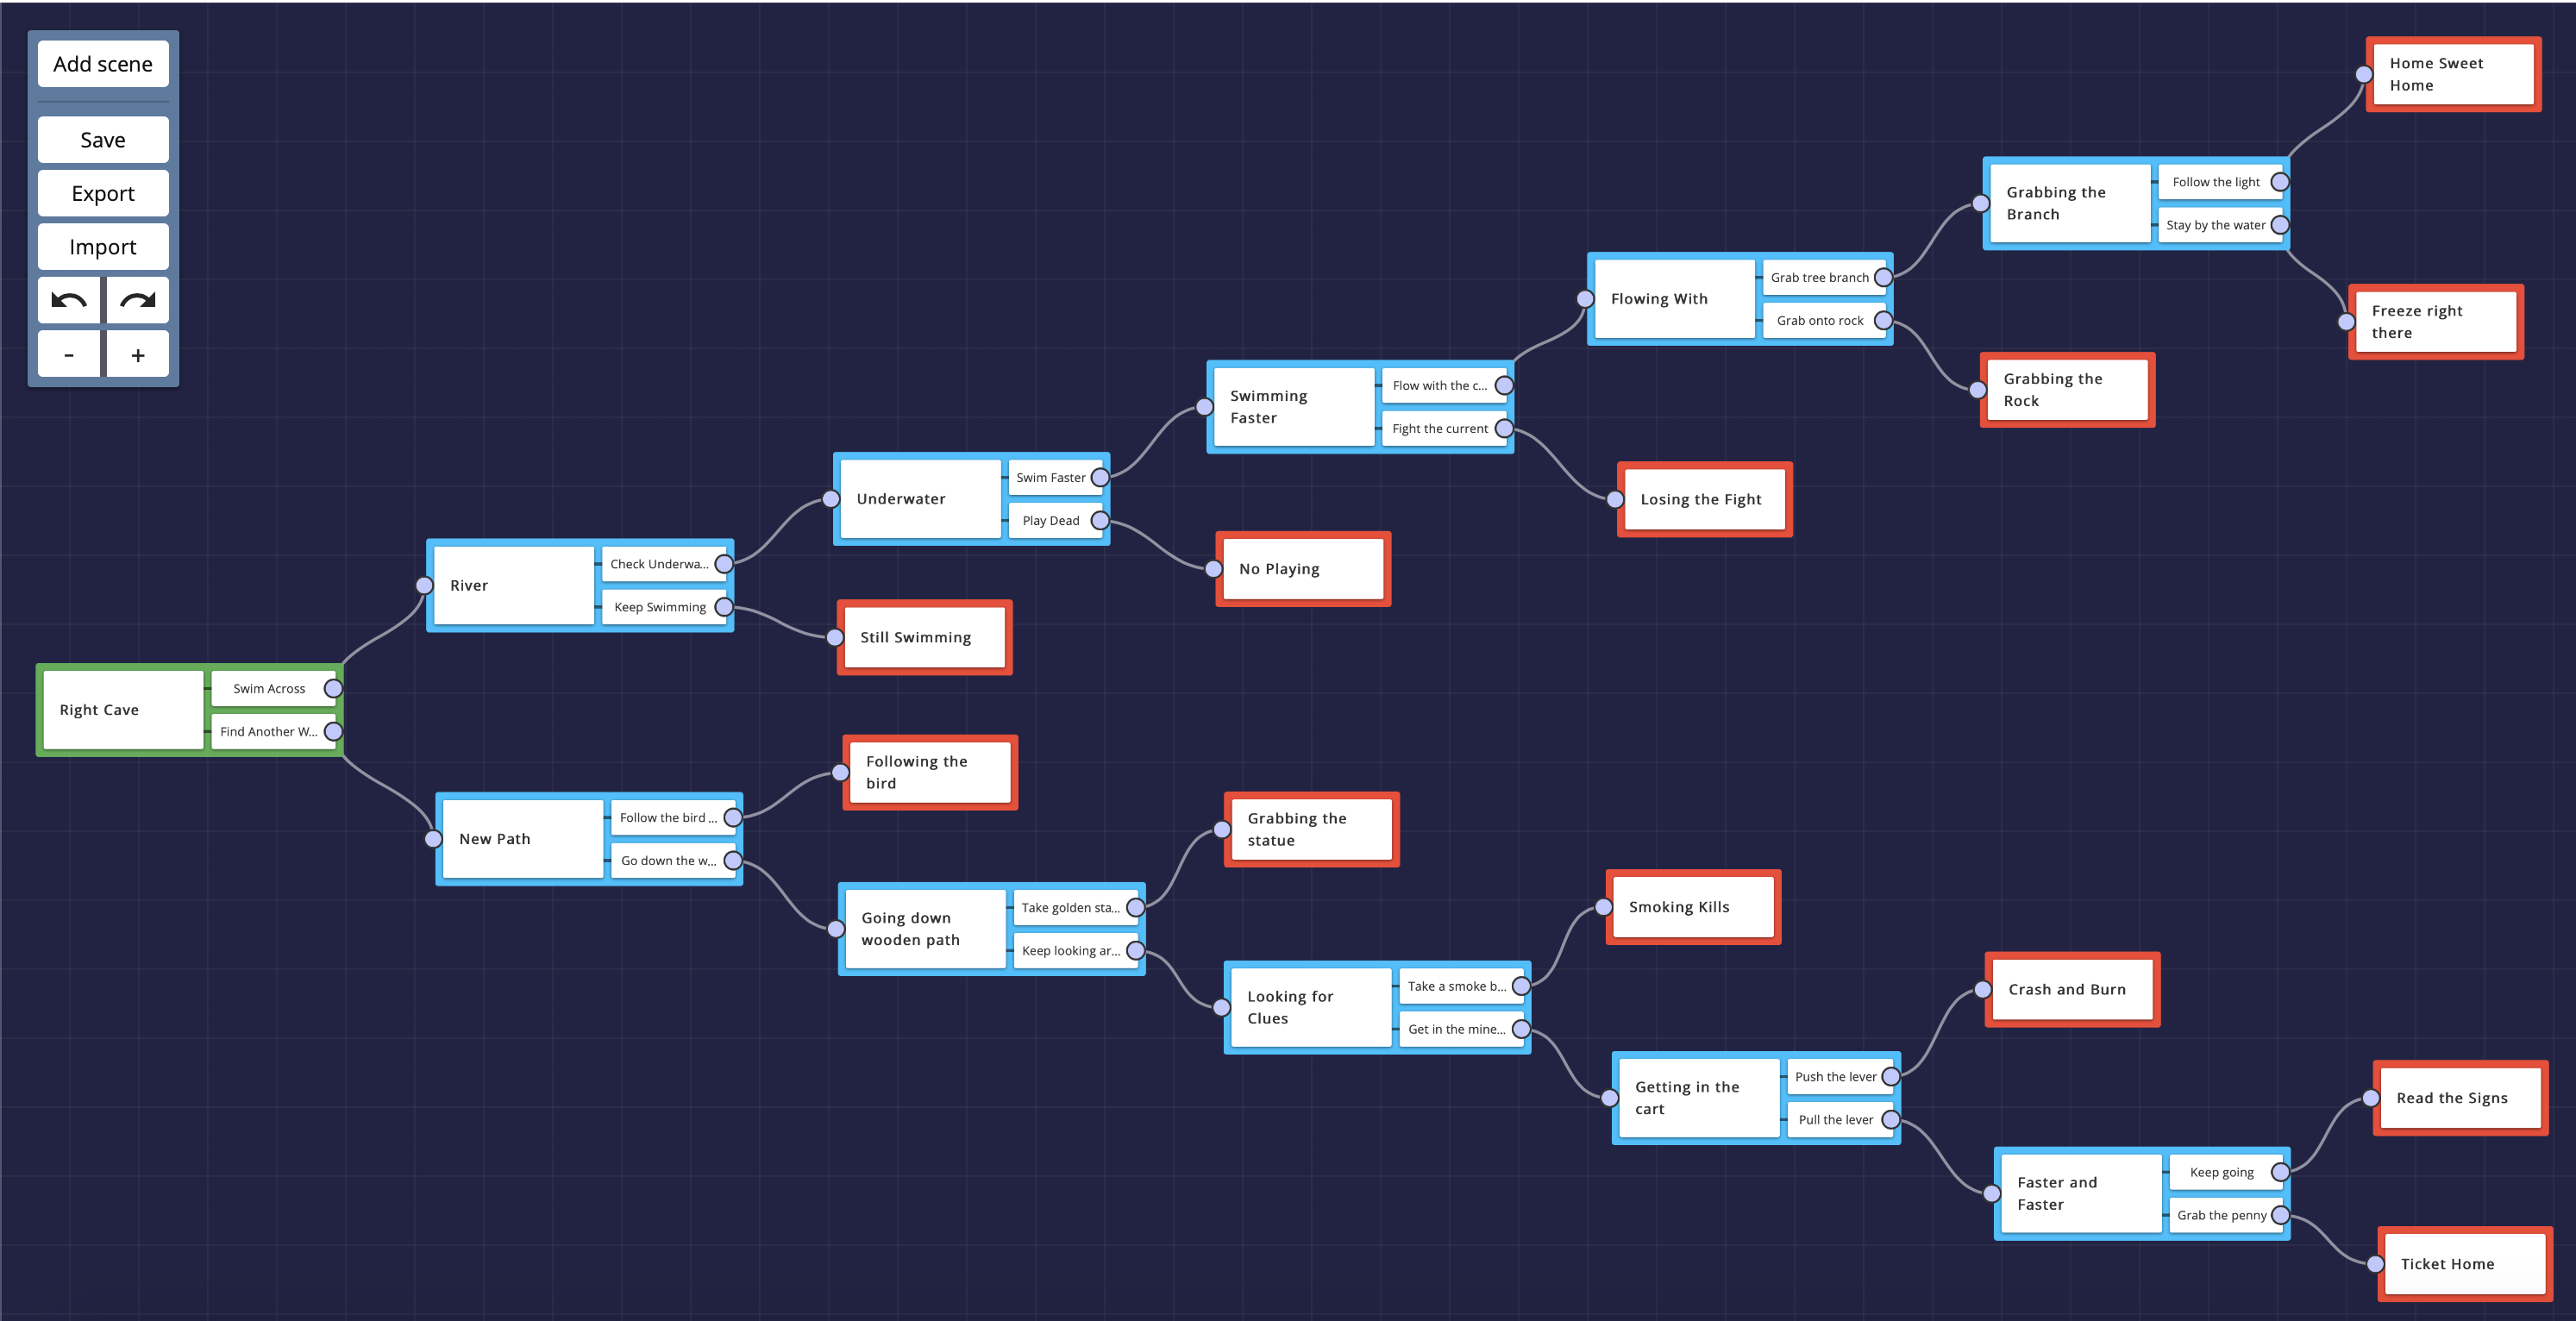 Add scene
Save
Export
Import
-
+
Home Sweet
Home
Grabbing the
Branch
Follow the light
Stay by the water
Freeze right
there
Flowing With
Grab tree branch
Grab onto rock
Grabbing the
Rock
Swimming
Faster
Flow with the c...
Fight the current
Losing the Fight
Underwater
Swim Faster
Play Dead
No Playing
River
Check Underwa...
Keep Swimming
Still Swimming
Right Cave
Swim Across
Find Another W...
New Path
Follow the bird ...
Go down the w...
Following the
bird
Going down
wooden path
Take golden sta...
Keep looking ar...
Grabbing the
statue
Looking for
Clues
Take a smoke b...
Get in the mine...
Smoking Kills
Getting in the
cart
Push the lever
Pull the lever
Crash and Burn
Faster and
Faster
Keep going
Grab the penny
Read the Signs
Ticket Home